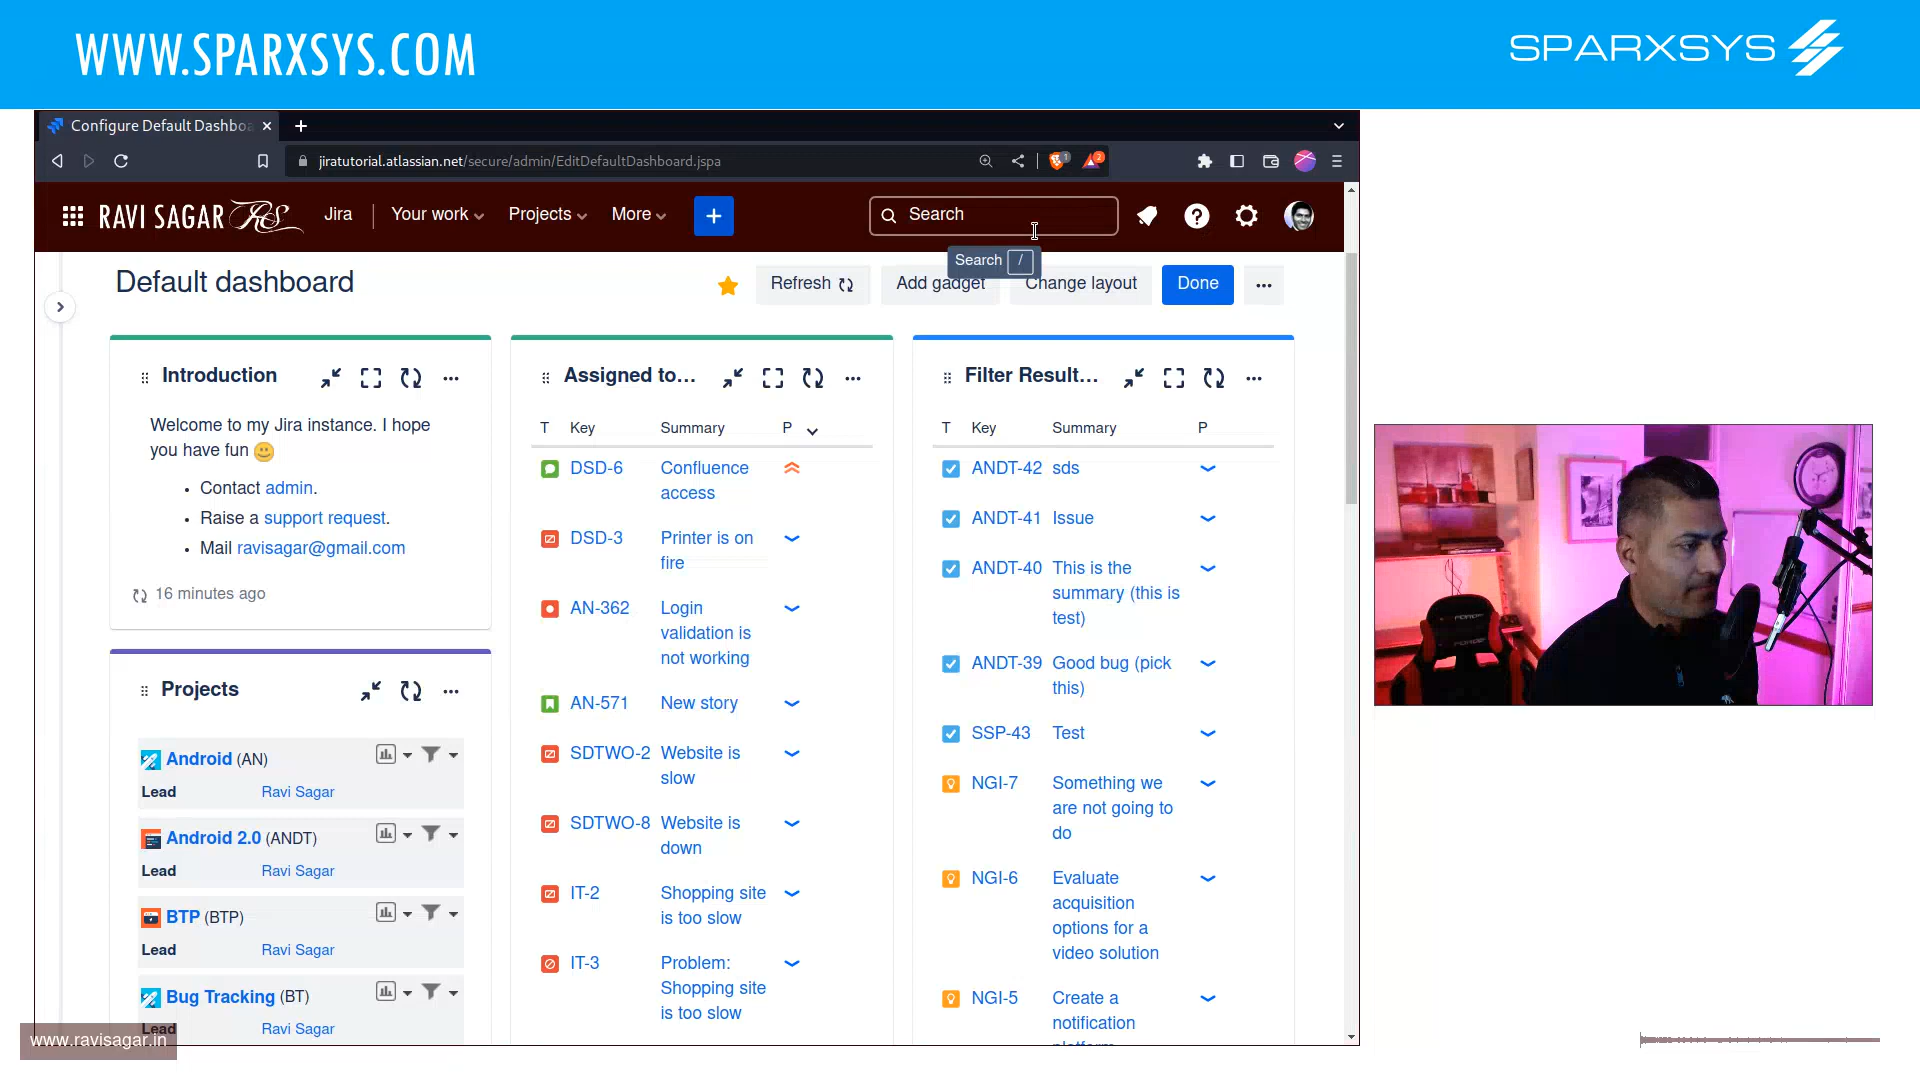 WWW.SPARXSYS.COM
SPARXSYS
Configure Default Dashboa
jiratutorial.atlassian.net/secure/admin/EditDefaultDashboard.jspa
1
2
RAVI SAGAR RS
Jira
Your work
Projects
More
Search
Search /
Default dashboard
Refresh
Add gadget
Change layout
Done
Introduction
Welcome to my Jira instance. I hope
you have fun
Contact admin.
Raise a support request.
Mail ravisagar@gmail.com
16 minutes ago
Projects
Android (AN)
Lead Ravi Sagar
Android 2.0 (ANDT)
Lead Ravi Sagar
BTP (BTP)
Lead Ravi Sagar
Bug Tracking (BT)
Lead Ravi Sagar
Assigned to...
T Key Summary P
DSD-6 Confluence
access
DSD-3 Printer is on
fire
AN-362 Login
validation is
not working
AN-571 New story
SDTWO-2 Website is
slow
SDTWO-8 Website is
down
IT-2 Shopping site
is too slow
IT-3 Problem:
Shopping site
is too slow
Filter Result...
T Key Summary P
ANDT-42 sds
ANDT-41 Issue
ANDT-40 This is the
summary (this is
test)
ANDT-39 Good bug (pick
this)
SSP-43 Test
NGI-7 Something we
are not going to
do
NGI-6 Evaluate
acquisition
options for a
video solution
NGI-5 Create a
notification
platform
www.ravisagar.in